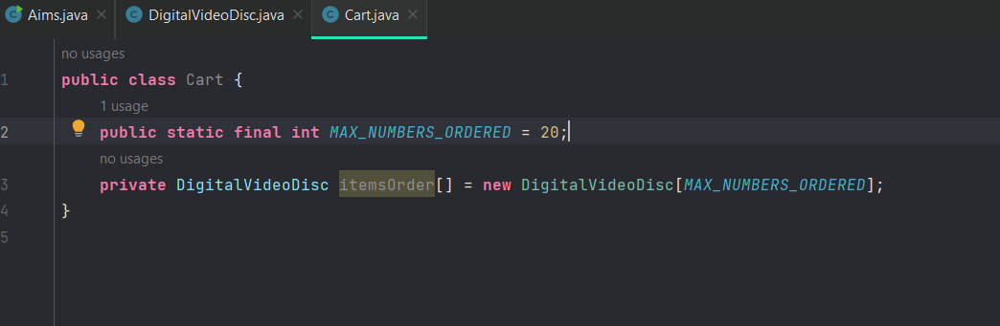 Aims.java DigitalVideoDisc.java Cart.java
no usages
1 public class Cart {
1 usage
2 public static final int MAX_NUMBERS_ORDERED = 20;
no usages
3 private DigitalVideoDisc itemsOrder[] = new DigitalVideoDisc[MAX_NUMBERS_ORDERED];
4 }
5